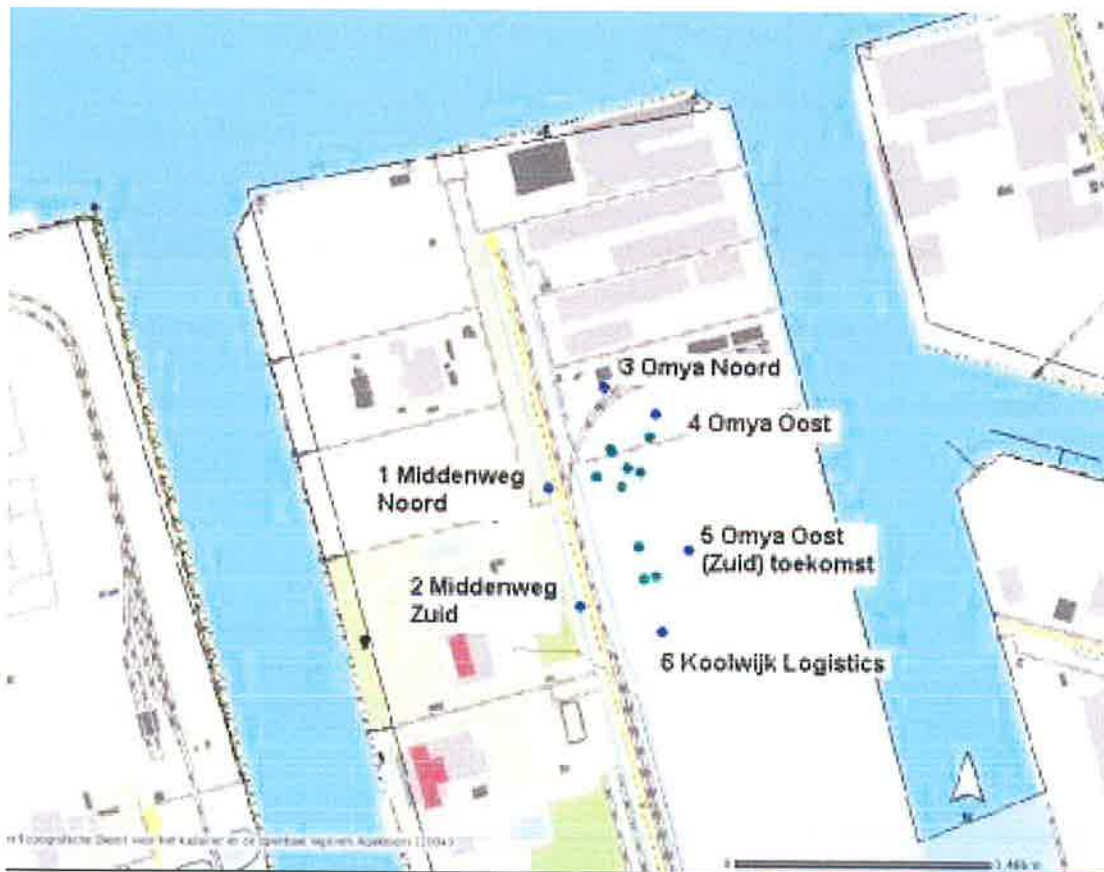 3 Omya Noord
4 Omya Oost
1 Middenweg
Noord
5 Omya Oost
(Zuid) toekomst
2 Middenweg
Zuid
6 Koolwijk Logistics
N
0